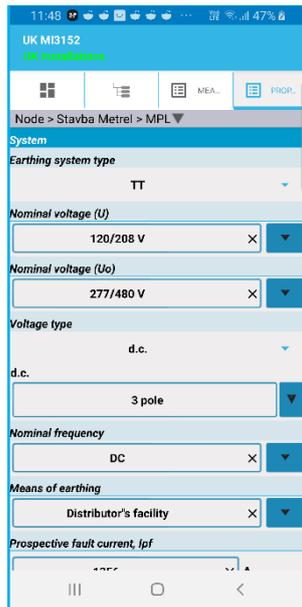 11:48 47%
UK MI3152
UK Installations
MEA... PROP...
Node > Stavba Metrel > MPL
System
Earthing system type
TT
Nominal voltage (U)
120/208 V
Nominal voltage (Uo)
277/480 V
Voltage type
d.c.
d.c.
3 pole
Nominal frequency
DC
Means of earthing
Distributor"s facility
Prospective fault current, Ipf